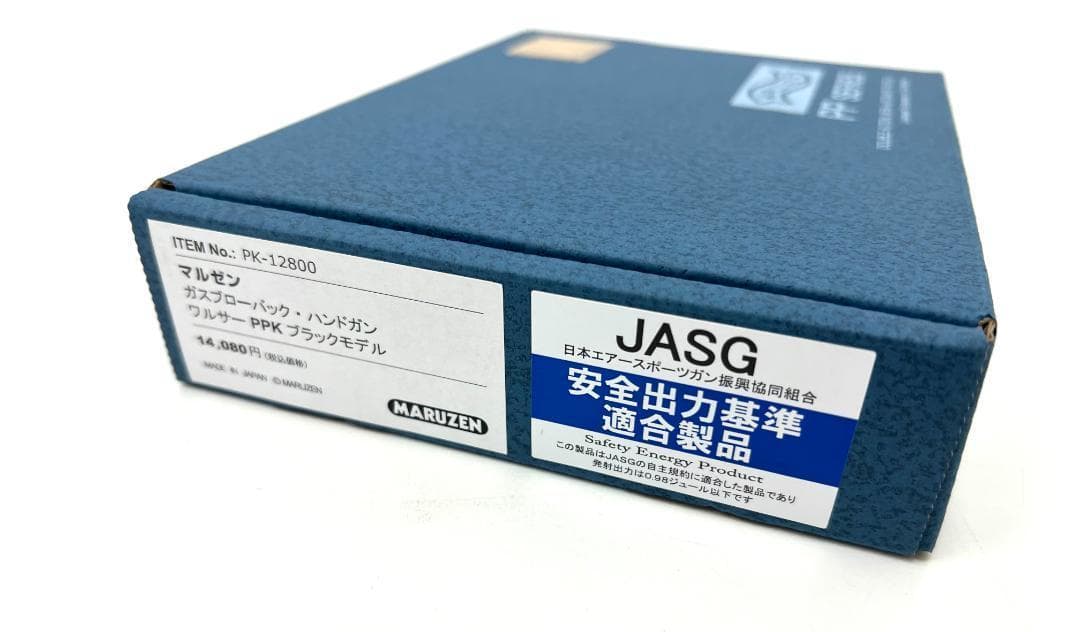 ITEM No.: PK-12800
マルゼン
ガスブローバック・ハンドガン
ワルサー PPK ブラックモデル
14,080円 (税込価格)
MADE IN JAPAN ©MARUZEN
MARUZEN
JASG
日本エアースポーツガン振興協同組合
安全出力基準
適合製品
Safety Energy Product
この製品はJASGの自主規約に適合した製品であり
発射出力は0.98ジュール以下です
PP SERIES